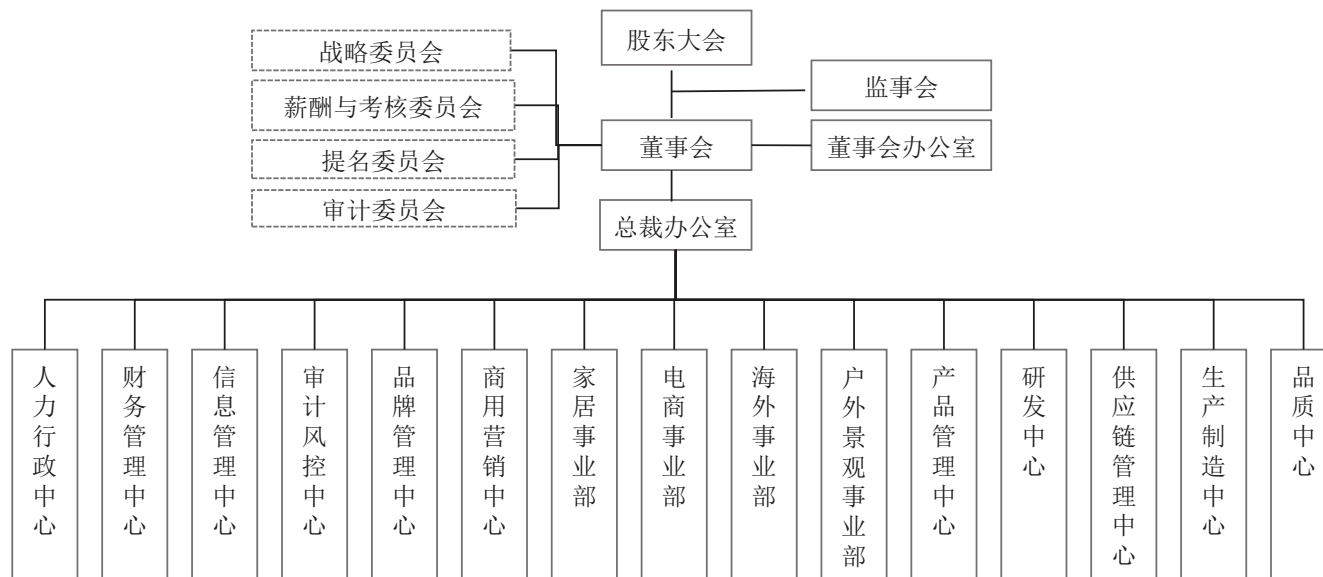 股东大会
战略委员会
监事会
薪酬与考核委员会
董事会
董事会办公室
提名委员会
审计委员会
总裁办公室
人力行政中心
财务管理中心
信息管理中心
审计风控中心
品牌管理中心
商用营销中心
家居事业部
电商事业部
海外事业部
户外景观事业部
产品管理中心
研发中心
供应链管理中心
生产制造中心
品质中心